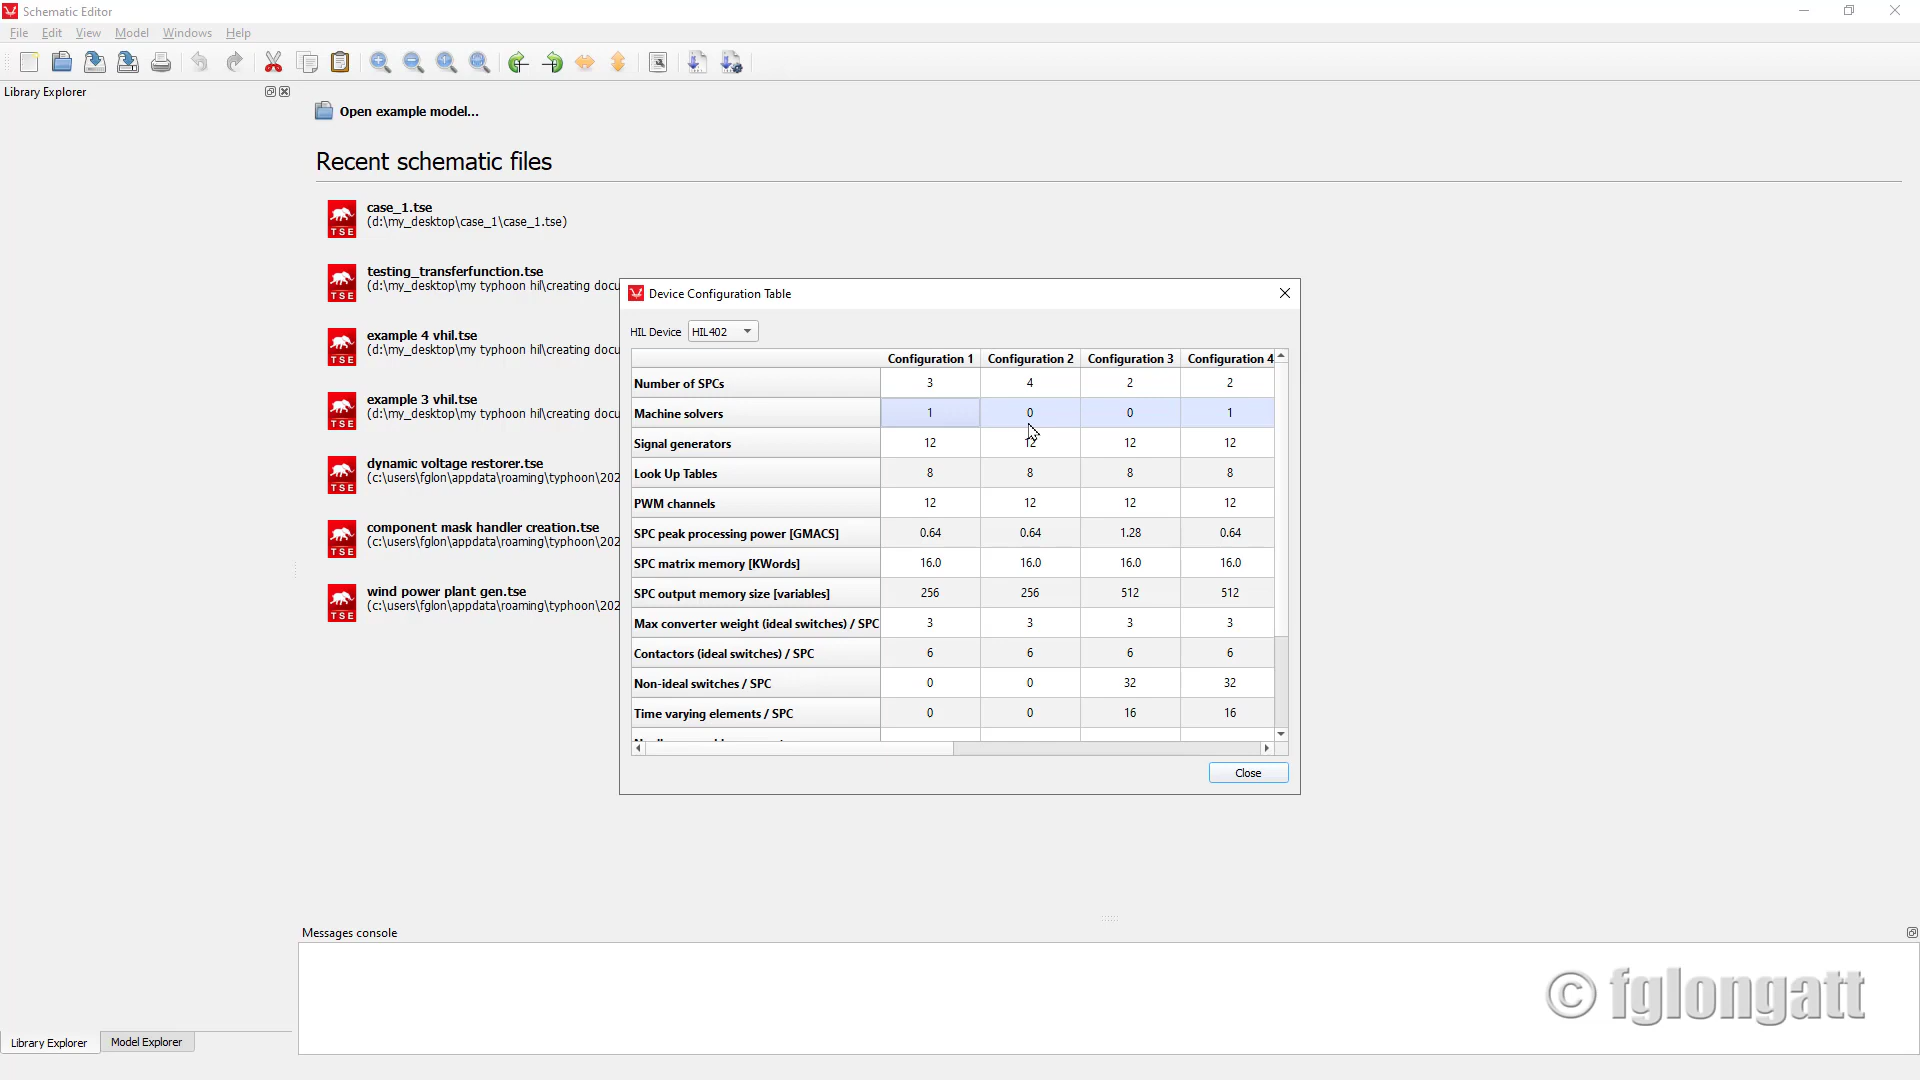 Schematic Editor
File Edit View Model Windows Help
Library Explorer
Open example model...
Recent schematic files
case_1.tse
(d:\my_desktop\case_1\case_1.tse)
testing_transferfunction.tse
(d:\my_desktop\my typhoon hil\creating docu
example 4 vhil.tse
(d:\my_desktop\my typhoon hil\creating docu
example 3 vhil.tse
(d:\my_desktop\my typhoon hil\creating docu
dynamic voltage restorer.tse
(c:\users\fglon\appdata\roaming\typhoon\202
component mask handler creation.tse
(c:\users\fglon\appdata\roaming\typhoon\202
wind power plant gen.tse
(c:\users\fglon\appdata\roaming\typhoon\202
TSE
TSE
TSE
TSE
TSE
TSE
TSE
Device Configuration Table
HIL Device HIL402
Configuration 1 Configuration 2 Configuration 3 Configuration 4
Number of SPCs 3 4 2 2
Machine solvers 1 0 0 1
Signal generators 12 12 12 12
Look Up Tables 8 8 8 8
PWM channels 12 12 12 12
SPC peak processing power [GMACS] 0.64 0.64 1.28 0.64
SPC matrix memory [KWords] 16.0 16.0 16.0 16.0
SPC output memory size [variables] 256 256 512 512
Max converter weight (ideal switches) / SPC 3 3 3 3
Contactors (ideal switches) / SPC 6 6 6 6
Non-ideal switches / SPC 0 0 32 32
Time varying elements / SPC 0 0 16 16
Close
Messages console
© fglongatt
Library Explorer Model Explorer